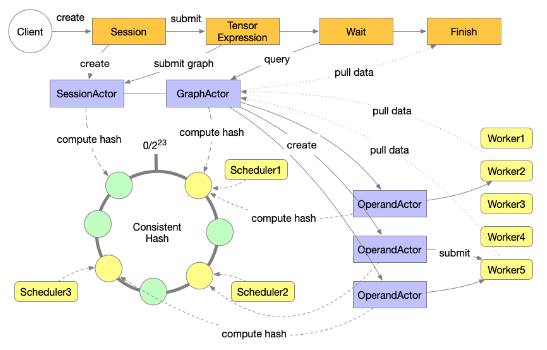 create
submit
Client
Session
Tensor
Expression
Wait
Finish
create
submit graph
query
pull data
SessionActor
GraphActor
pull data
compute hash
0/2^23
compute hash
create
pull data
Worker1
Scheduler1
Worker2
compute hash
OperandActor
Worker3
Consistent
Hash
Worker4
OperandActor
submit
Worker5
Scheduler3
Scheduler2
OperandActor
compute hash